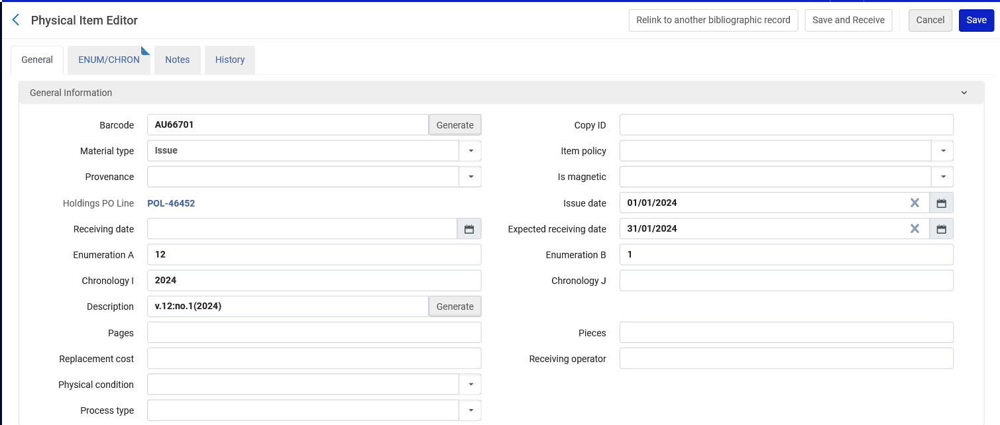 Physical Item Editor Relink to another bibliographic record Save and Receive Cancel Save
General ENUM/CHRON Notes History
General Information
Barcode AU66701 Generate Copy ID
Material type Issue Item policy
Provenance Is magnetic
Holdings PO Line POL-46452 Issue date 01/01/2024
Receiving date Expected receiving date 31/01/2024
Enumeration A 12 Enumeration B 1
Chronology I 2024 Chronology J
Description v.12:no.1(2024) Generate
Pages Pieces
Replacement cost Receiving operator
Physical condition
Process type